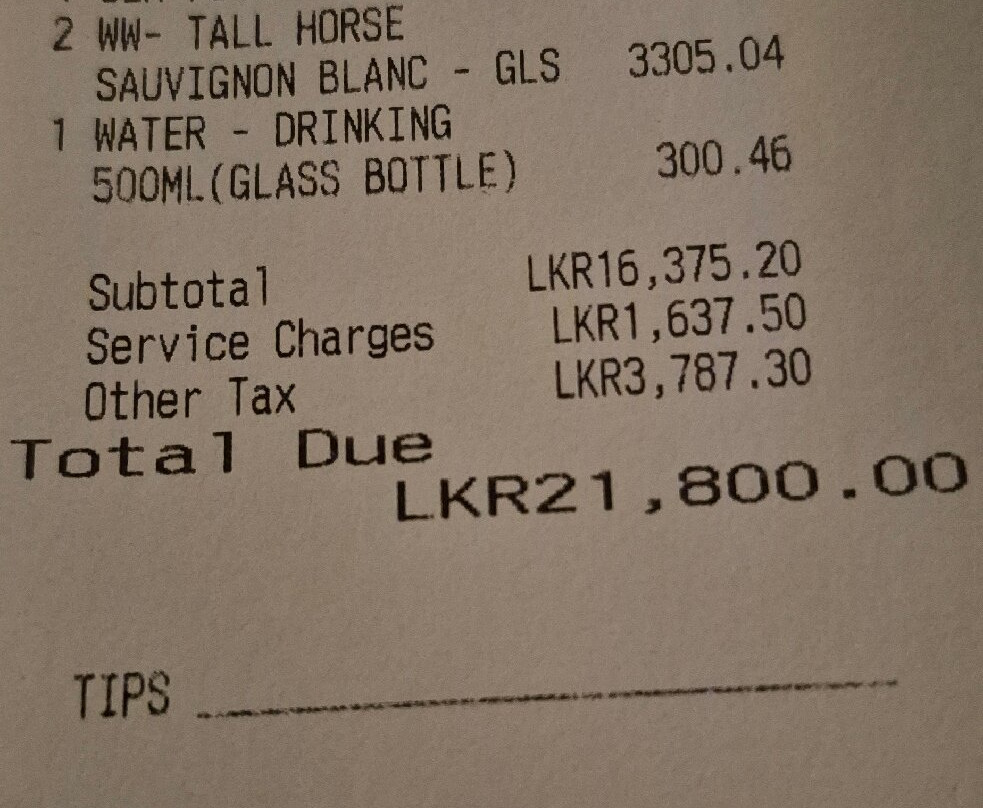 2 WW- TALL HORSE
SAUVIGNON BLANC - GLS 3305.04
1 WATER - DRINKING
500ML(GLASS BOTTLE) 300.46
Subtotal LKR16,375.20
Service Charges LKR1,637.50
Other Tax LKR3,787.30
Total Due
LKR21,800.00
TIPS